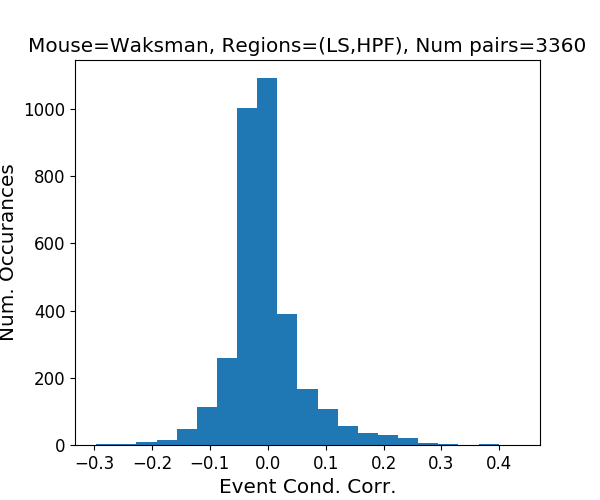 Mouse=Waksman, Regions=(LS,HPF), Num pairs=3360
Num. Occurances
1000
800
600
400
200
0
−0.3 −0.2 −0.1 0.0 0.1 0.2 0.3 0.4
Event Cond. Corr.